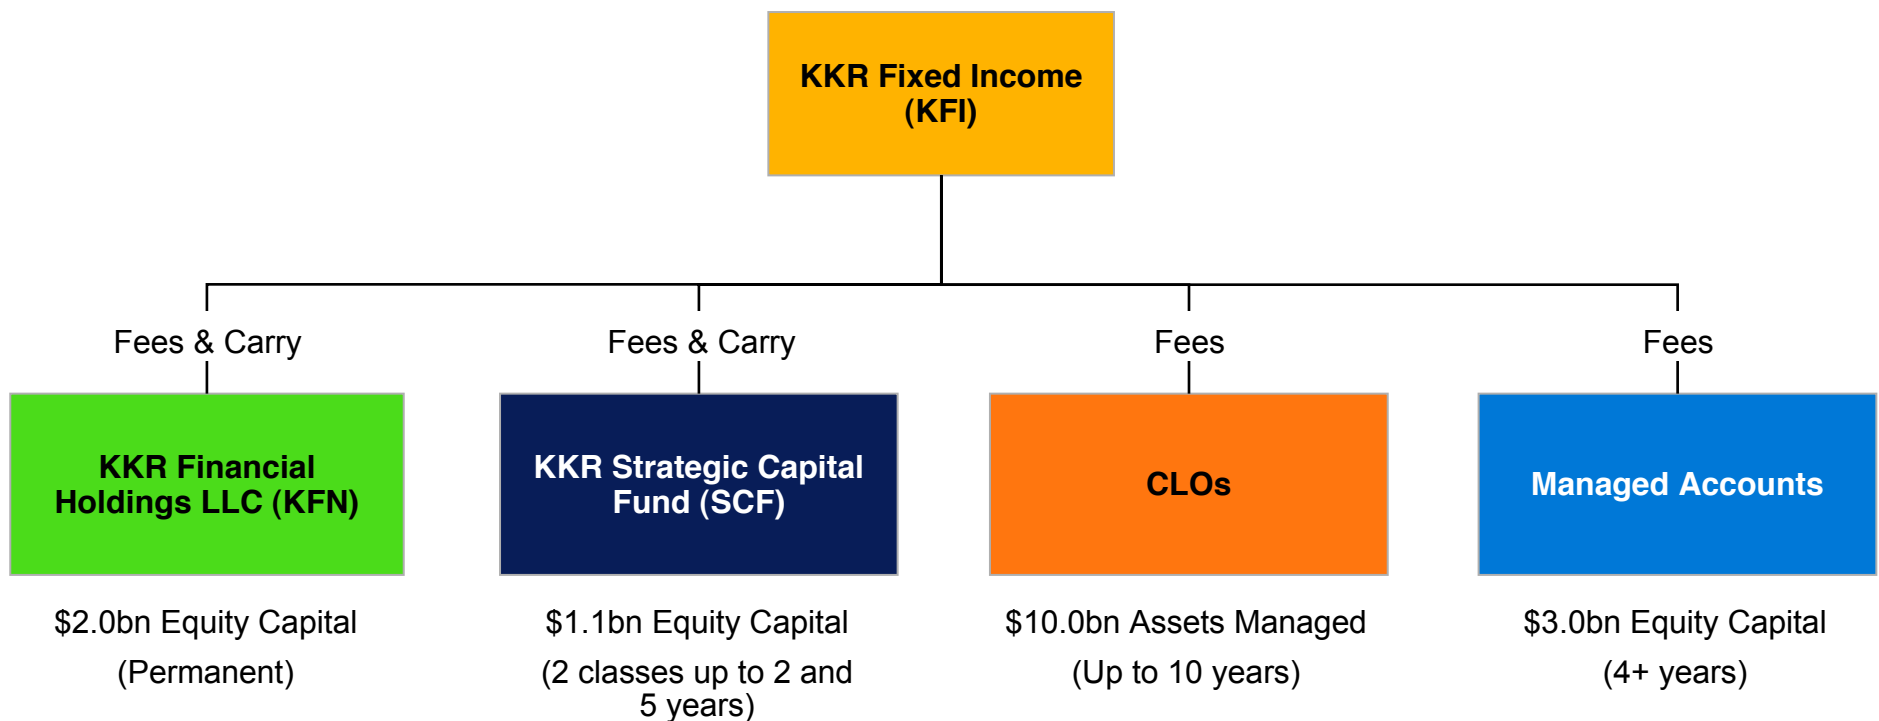 KKR Fixed Income
(KFI)
Fees & Carry
Fees & Carry
Fees
Fees
KKR Financial
Holdings LLC (KFN)
KKR Strategic Capital
Fund (SCF)
CLOs
Managed Accounts
$2.0bn Equity Capital
(Permanent)
$1.1bn Equity Capital
(2 classes up to 2 and
5 years)
$10.0bn Assets Managed
(Up to 10 years)
$3.0bn Equity Capital
(4+ years)